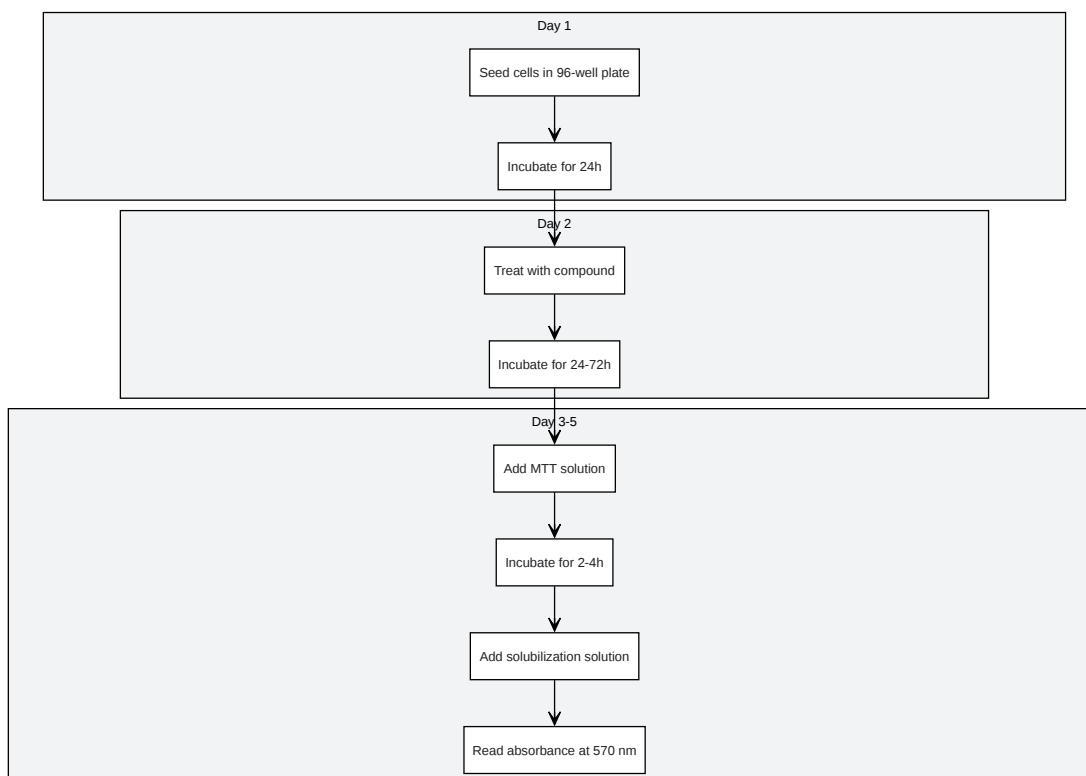 Day 1
Seed cells in 96-well plate
Incubate for 24h
Day 2
Treat with compound
Incubate for 24-72h
Day 3-5
Add MTT solution
Incubate for 2-4h
Add solubilization solution
Read absorbance at 570 nm